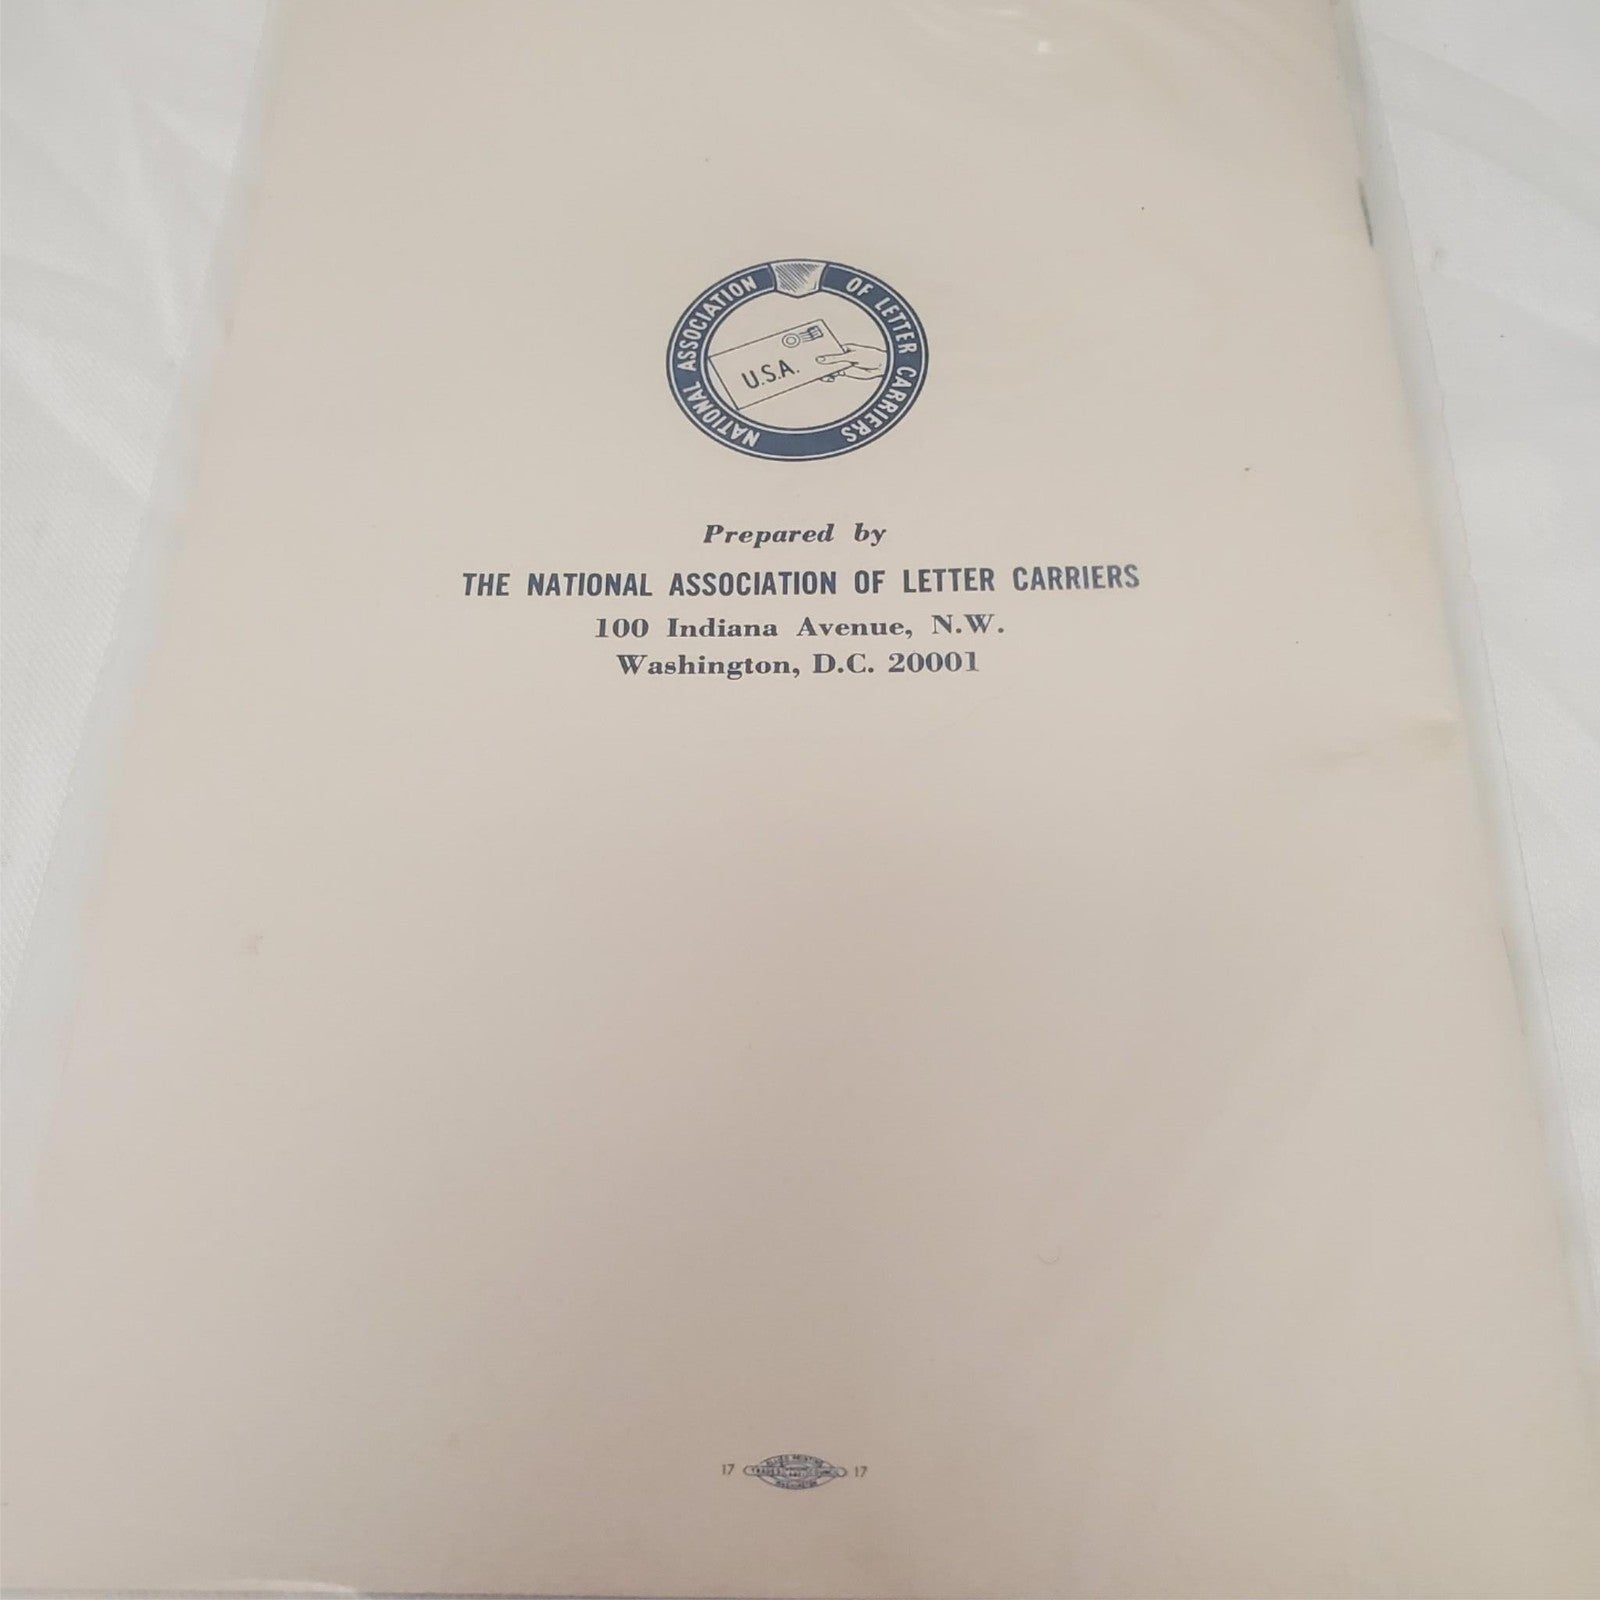 NATIONAL ASSOCIATION OF LETTER CARRIERS
U.S.A.
Prepared by
THE NATIONAL ASSOCIATION OF LETTER CARRIERS
100 Indiana Avenue, N.W.
Washington, D.C. 20001
17 17